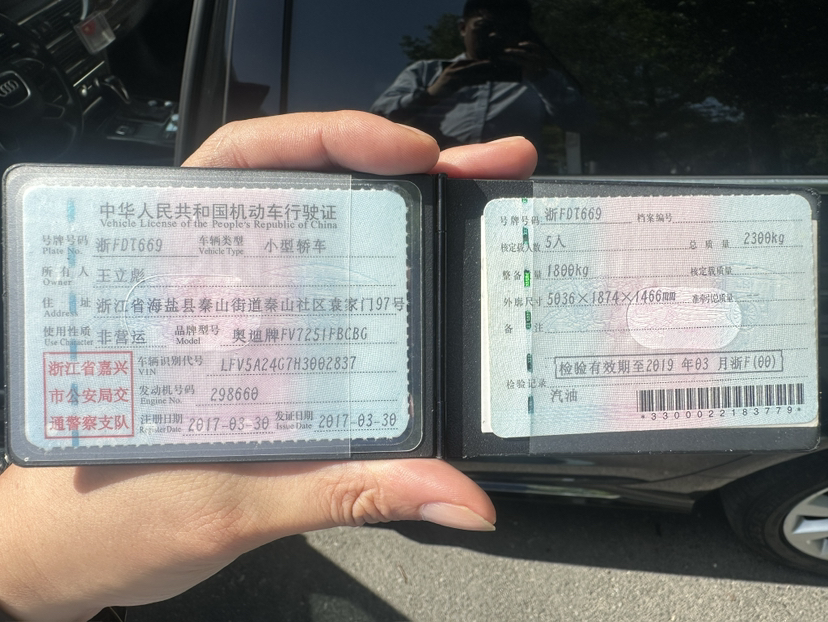 中华人民共和国机动车行驶证
Vehicle License of the People's Republic of China
号牌号码 浙FDT669 车辆类型 小型轿车
Plate No. Vehicle Type
所有人 王立彪
Owner
住址 浙江省海盐县秦山街道秦山社区袁家门97号
Address
使用性质 非营运 品牌型号 奥迪牌FV7251FBCBG
Use Character Model
浙江省嘉兴
市公安局交
通警察支队
车辆识别代号 LFV5A24G7H3002837
VIN
发动机号码 298660
Engine No.
注册日期 2017-03-30 发证日期 2017-03-30
Register Date Issue Date
号牌号码 浙FDT669 档案编号
核定载人数 5人 总质量 2300kg
整备质量 1800kg 核定载质量 --
外廓尺寸 5036×1874×1466mm 准牵引总质量 --
备注
检验有效期至2019年03月浙F(00)
检验记录
汽油
*3300022183779*